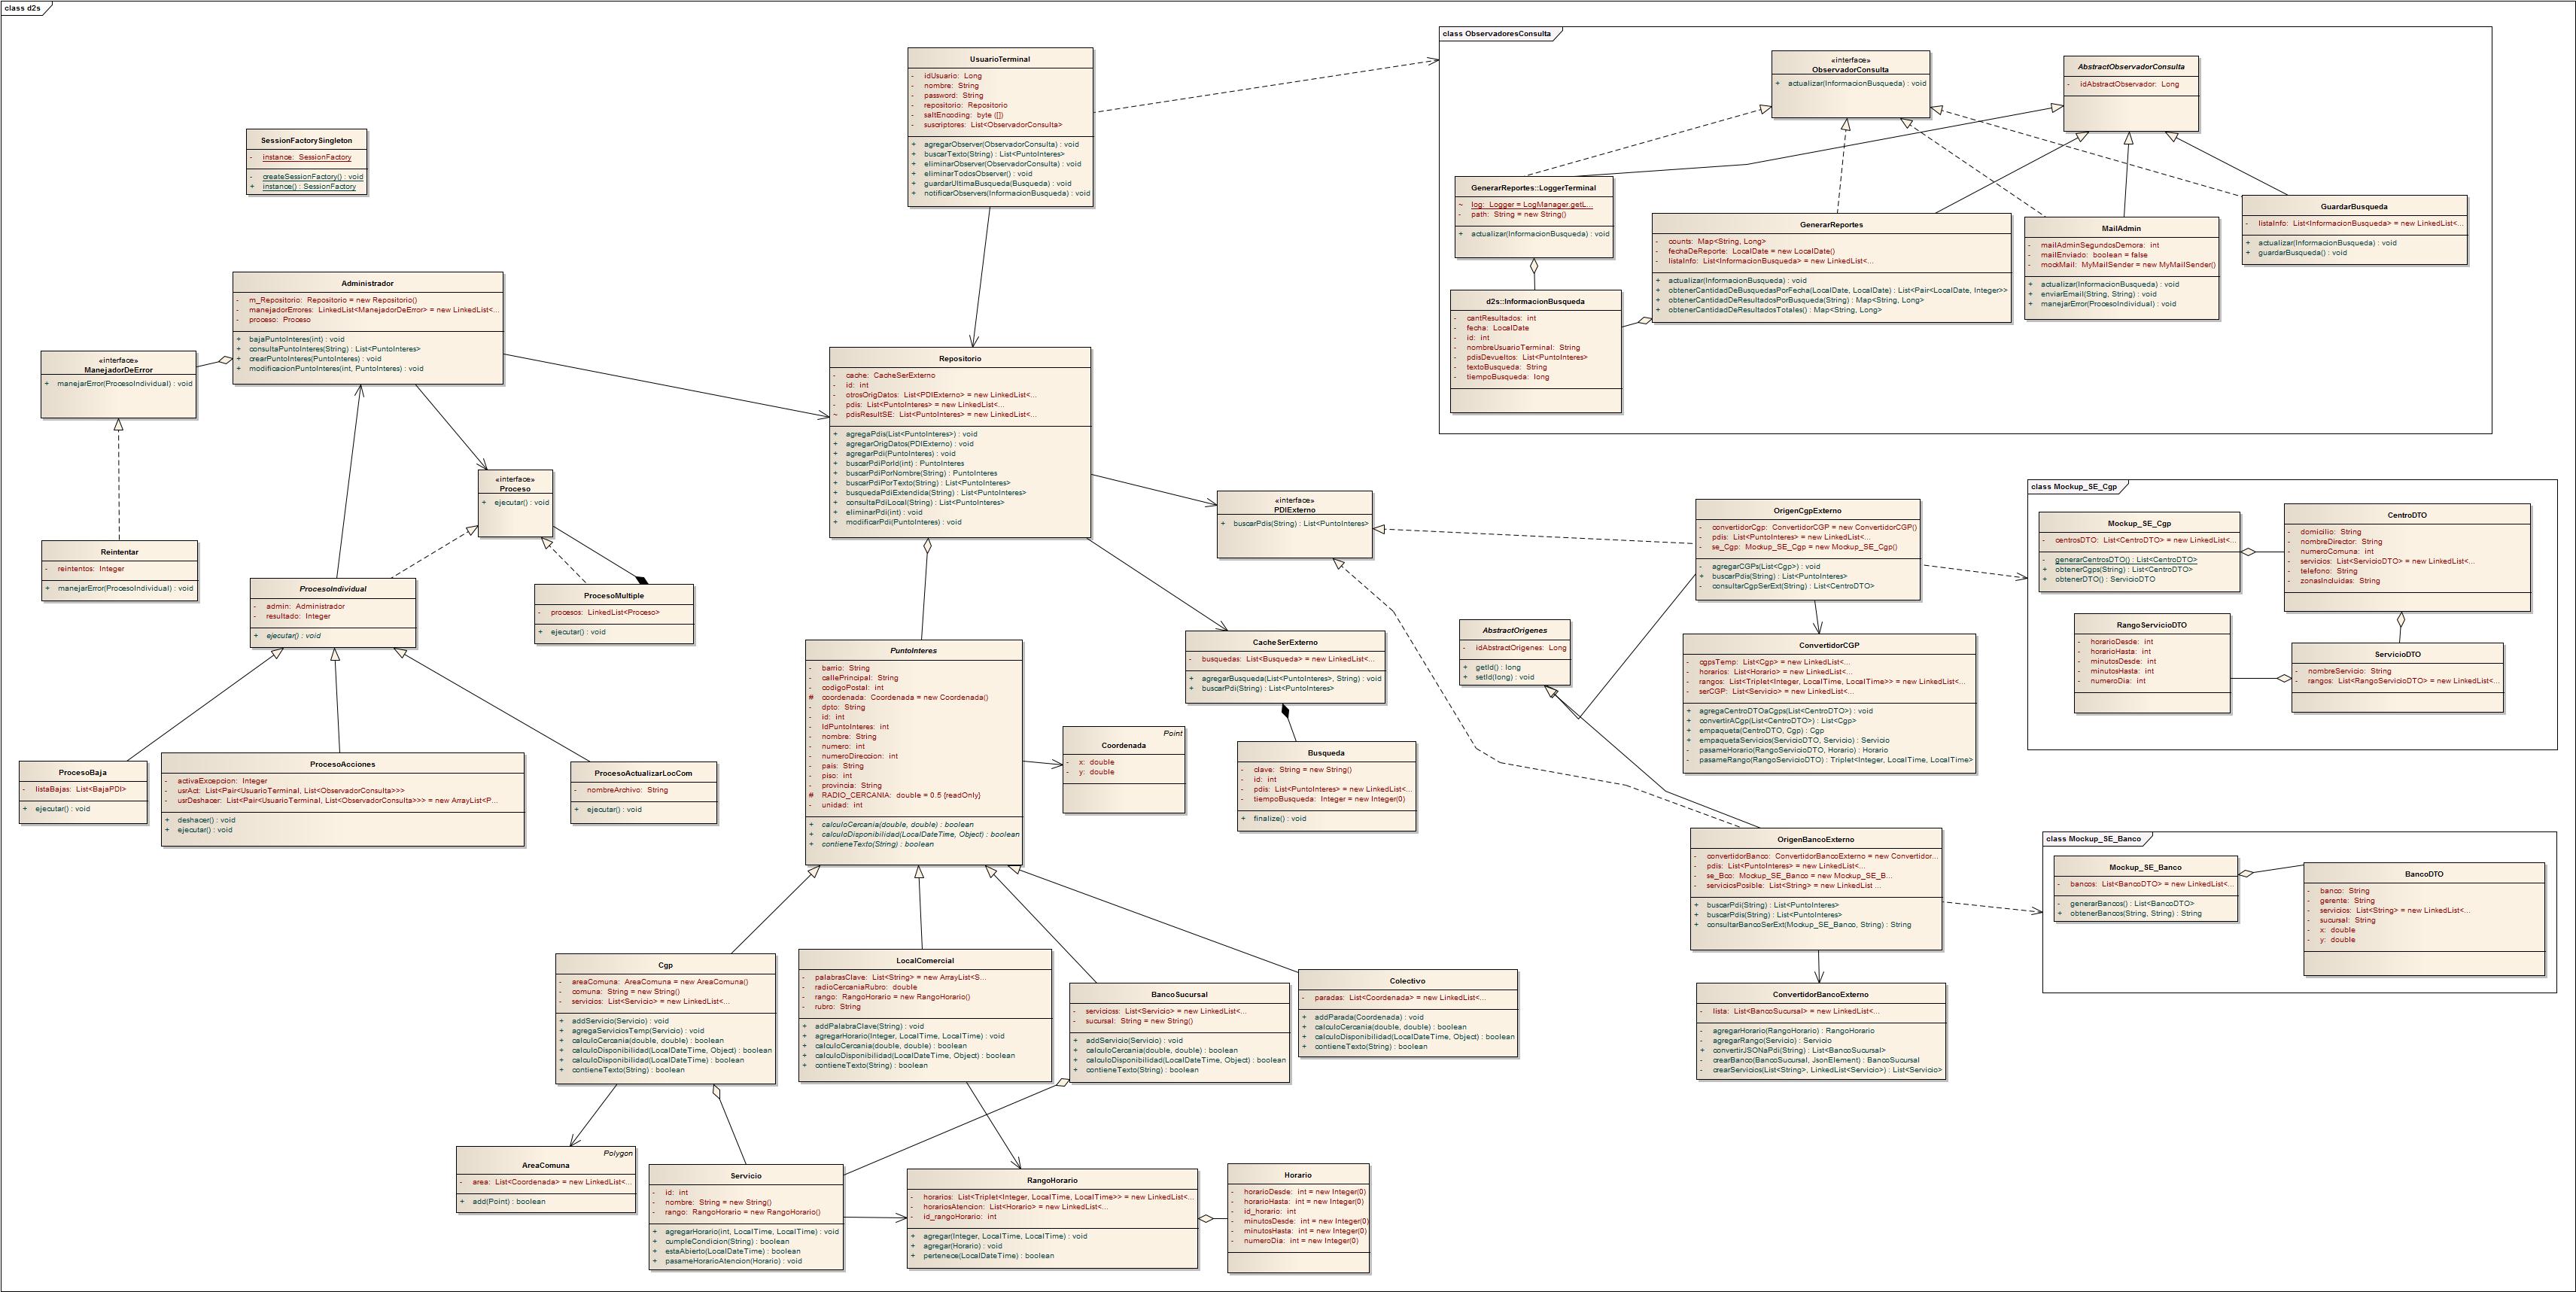 class d2s
UsuarioTerminal
- idUsuario: Long
- nombre: String
- password: String
- repositorio: Repositorio
- saltEncoding: byte ([])
- suscriptores: List<ObservadorConsulta>
+ agregarObserver(ObservadorConsulta) : void
+ buscarTexto(String) : List<PuntoInteres>
+ eliminarObserver(ObservadorConsulta) : void
+ eliminarTodosObserver() : void
+ guardarUltimaBusqueda(Busqueda) : void
+ notificarObservers(InformacionBusqueda) : void
SessionFactorySingleton
- instance: SessionFactory
- createSessionFactory() : void
+ instance() : SessionFactory
class ObservadoresConsulta
«interface»
ObservadorConsulta
+ actualizar(InformacionBusqueda) : void
AbstractObservadorConsulta
- idAbstractObservador: Long
GenerarReportes::LoggerTerminal
~ log: Logger = LogManager.getL...
- path: String = new String()
+ actualizar(InformacionBusqueda) : void
GenerarReportes
- counts: Map<String, Long>
- fechaDeReporte: LocalDate = new LocalDate()
- listaInfo: List<InformacionBusqueda> = new LinkedList<...
+ actualizar(InformacionBusqueda) : void
+ obtenerCantidadDeBusquedasPorFecha(LocalDate, LocalDate) : List<Pair<LocalDate, Integer>>
+ obtenerCantidadDeResultadosPorBusqueda(String) : Map<String, Long>
+ obtenerCantidadDeResultadosTotales() : Map<String, Long>
MailAdmin
- mailAdminSegundosDemora: int
- mailEnviado: boolean = false
- mockMail: MyMailSender = new MyMailSender()
+ actualizar(InformacionBusqueda) : void
+ enviarEmail(String, String) : void
+ manejarError(ProcesoIndividual) : void
GuardarBusqueda
- listaInfo: List<InformacionBusqueda> = new LinkedList<...
+ actualizar(InformacionBusqueda) : void
+ guardarBusqueda() : void
d2s::InformacionBusqueda
- cantResultados: int
- fecha: LocalDate
- id: int
- nombreUsuarioTerminal: String
- pdisDevueltos: List<PuntoInteres>
- textoBusqueda: String
- tiempoBusqueda: long
Administrador
- m_Repositorio: Repositorio = new Repositorio()
- manejadorErrores: LinkedList<ManejadorDeError> = new LinkedList<...
- proceso: Proceso
+ bajaPuntoInteres(int) : void
+ consultaPuntoInteres(String) : List<PuntoInteres>
+ crearPuntoInteres(PuntoInteres) : void
+ modificacionPuntoInteres(int, PuntoInteres) : void
«interface»
ManejadorDeError
+ manejarError(ProcesoIndividual) : void
Repositorio
- cache: CacheSerExterno
- id: int
- otrosOrigDatos: List<PDIExterno> = new LinkedList<...
- pdis: List<PuntoInteres> = new LinkedList<...
~ pdisResultSE: List<PuntoInteres> = new LinkedList<...
+ agregaPdis(List<PuntoInteres>) : void
+ agregarOrigDatos(PDIExterno) : void
+ agregarPdi(PuntoInteres) : void
+ buscarPdiPorId(int) : PuntoInteres
+ buscarPdiPorNombre(String) : PuntoInteres
+ buscarPdiPorTexto(String) : List<PuntoInteres>
+ busquedaPdiExtendida(String) : List<PuntoInteres>
+ consultaPdiLocal(String) : List<PuntoInteres>
+ eliminarPdi(int) : void
+ modificarPdi(PuntoInteres) : void
«interface»
Proceso
+ ejecutar() : void
«interface»
PDIExterno
+ buscarPdis(String) : List<PuntoInteres>
Reintentar
- reintentos: Integer
+ manejarError(ProcesoIndividual) : void
ProcesoIndividual
- admin: Administrador
- resultado: Integer
+ ejecutar() : void
ProcesoMultiple
- procesos: LinkedList<Proceso>
+ ejecutar() : void
OrigenCgpExterno
- convertidorCgp: ConvertidorCGP = new ConvertidorCGP()
- pdis: List<PuntoInteres> = new LinkedList<...
- se_Cgp: Mockup_SE_Cgp = new Mockup_SE_Cgp()
- agregarCGPs(List<Cgp>) : void
+ buscarPdis(String) : List<PuntoInteres>
- consultarCgpSerExt(String) : List<CentroDTO>
class Mockup_SE_Cgp
Mockup_SE_Cgp
- centrosDTO: List<CentroDTO> = new LinkedList<...
- generarCentrosDTO() : List<CentroDTO>
+ obtenerCgps(String) : List<CentroDTO>
+ obtenerDTO() : ServicioDTO
CentroDTO
- domicilio: String
- nombreDirector: String
- numeroComuna: int
- servicios: List<ServicioDTO> = new LinkedList<...
- telefono: String
- zonasIncluidas: String
RangoServicioDTO
- horarioDesde: int
- horarioHasta: int
- minutosDesde: int
- minutosHasta: int
- numeroDia: int
ServicioDTO
- nombreServicio: String
- rangos: List<RangoServicioDTO> = new LinkedList<...
AbstractOrigenes
- idAbstractOrigenes: Long
+ getId() : long
+ setId(long) : void
ConvertidorCGP
- cgpsTemp: List<Cgp> = new LinkedList<...
- horarios: List<Horario> = new LinkedList<...
- rangos: List<Triplet<Integer, LocalTime, LocalTime>> = new LinkedList<...
- serCGP: List<Servicio> = new LinkedList<...
+ agregaCentroDTOaCgps(List<CentroDTO>) : void
+ convertirACgp(List<CentroDTO>) : List<Cgp>
- empaqueta(CentroDTO, Cgp) : Cgp
- empaquetaServicios(ServicioDTO, Servicio) : Servicio
- pasameHorario(RangoServicioDTO, Horario) : Horario
- pasameRango(RangoServicioDTO) : Triplet<Integer, LocalTime, LocalTime>
PuntoInteres
- barrio: String
- callePrincipal: String
- codigoPostal: int
# coordenada: Coordenada = new Coordenada()
- dpto: String
- id: int
- IdPuntoInteres: int
- nombre: String
- numero: int
- numeroDireccion: int
- pais: String
- piso: int
- provincia: String
# RADIO_CERCANIA: double = 0.5 {readOnly}
- unidad: int
+ calculoCercania(double, double) : boolean
+ calculoDisponibilidad(LocalDateTime, Object) : boolean
+ contieneTexto(String) : boolean
CacheSerExterno
- busquedas: List<Busqueda> = new LinkedList<...
+ agregarBusqueda(List<PuntoInteres>, String) : void
+ buscarPdi(String) : List<PuntoInteres>
Point
Coordenada
- x: double
- y: double
Busqueda
- clave: String = new String()
- id: int
- pdis: List<PuntoInteres> = new LinkedList<...
- tiempoBusqueda: Integer = new Integer(0)
+ finalize() : void
ProcesoBaja
- listaBajas: List<BajaPDI>
+ ejecutar() : void
ProcesoAcciones
- activaExcepcion: Integer
- usrAct: List<Pair<UsuarioTerminal, List<ObservadorConsulta>>>
- usrDeshacer: List<Pair<UsuarioTerminal, List<ObservadorConsulta>>> = new ArrayList<P...
+ deshacer() : void
+ ejecutar() : void
ProcesoActualizarLocCom
- nombreArchivo: String
+ ejecutar() : void
OrigenBancoExterno
- convertidorBanco: ConvertidorBancoExterno = new Convertidor...
- pdis: List<PuntoInteres> = new LinkedList<...
- se_Bco: Mockup_SE_Banco = new Mockup_SE_B...
- serviciosPosible: List<String> = new LinkedList ...
+ buscarPdi(String) : List<PuntoInteres>
+ buscarPdis(String) : List<PuntoInteres>
- consultarBancoSerExt(Mockup_SE_Banco, String) : String
class Mockup_SE_Banco
Mockup_SE_Banco
- bancos: List<BancoDTO> = new LinkedList<...
- generarBancos() : List<BancoDTO>
+ obtenerBancos(String, String) : String
BancoDTO
- banco: String
- gerente: String
- servicios: List<String> = new LinkedList<...
- sucursal: String
- x: double
- y: double
Cgp
- areaComuna: AreaComuna = new AreaComuna()
- comuna: String = new String()
- servicios: List<Servicio> = new LinkedList<...
+ addServicio(Servicio) : void
+ agregaServiciosTemp(Servicio) : void
+ calculoCercania(double, double) : boolean
+ calculoDisponibilidad(LocalDateTime, Object) : boolean
+ calculoDisponibilidad(LocalDateTime) : boolean
+ contieneTexto(String) : boolean
LocalComercial
- palabrasClave: List<String> = new ArrayList<S...
- radioCercaniaRubro: double
- rango: RangoHorario = new RangoHorario()
- rubro: String
+ addPalabraClave(String) : void
+ agregarHorario(Integer, LocalTime, LocalTime) : void
+ calculoCercania(double, double) : boolean
+ calculoDisponibilidad(LocalDateTime, Object) : boolean
+ contieneTexto(String) : boolean
BancoSucursal
- servicioss: List<Servicio> = new LinkedList<...
- sucursal: String = new String()
+ addServicio(Servicio) : void
+ calculoCercania(double, double) : boolean
+ calculoDisponibilidad(LocalDateTime, Object) : boolean
+ contieneTexto(String) : boolean
Colectivo
- paradas: List<Coordenada> = new LinkedList<...
+ addParada(Coordenada) : void
+ calculoCercania(double, double) : boolean
+ calculoDisponibilidad(LocalDateTime, Object) : boolean
+ contieneTexto(String) : boolean
ConvertidorBancoExterno
- lista: List<BancoSucursal> = new LinkedList<...
- agregarHorario(RangoHorario) : RangoHorario
- agregarRango(Servicio) : Servicio
+ convertirJSONaPdi(String) : List<BancoSucursal>
- crearBanco(BancoSucursal, JsonElement) : BancoSucursal
- crearServicios(List<String>, LinkedList<Servicio>) : List<Servicio>
Polygon
AreaComuna
- area: List<Coordenada> = new LinkedList<...
+ add(Point) : boolean
Servicio
- id: int
- nombre: String = new String()
- rango: RangoHorario = new RangoHorario()
+ agregarHorario(int, LocalTime, LocalTime) : void
+ cumpleCondicion(String) : boolean
+ estaAbierto(LocalDateTime) : boolean
+ pasameHorarioAtencion(Horario) : void
RangoHorario
- horarios: List<Triplet<Integer, LocalTime, LocalTime>> = new LinkedList<...
- horariosAtencion: List<Horario> = new LinkedList<...
- id_rangoHorario: int
+ agregar(Integer, LocalTime, LocalTime) : void
+ agregar(Horario) : void
+ pertenece(LocalDateTime) : boolean
Horario
- horarioDesde: int = new Integer(0)
- horarioHasta: int = new Integer(0)
- id_horario: int
- minutosDesde: int = new Integer(0)
- minutosHasta: int = new Integer(0)
- numeroDia: int = new Integer(0)